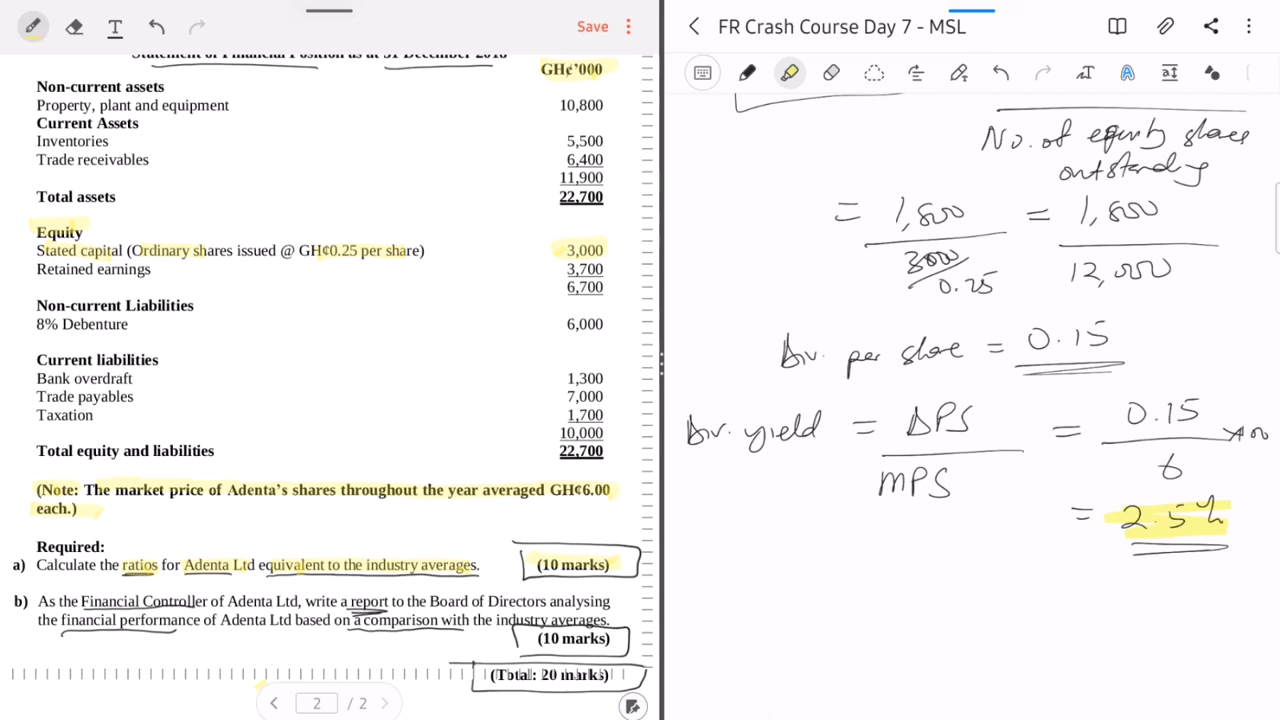 Save
Statement of Financial Position as at 31 December 2018
GH¢'000
Non-current assets
Property, plant and equipment 10,800
Current Assets
Inventories 5,500
Trade receivables 6,400
11,900
Total assets 22,700
Equity
Stated capital (Ordinary shares issued @ GH¢0.25 per share) 3,000
Retained earnings 3,700
6,700
Non-current Liabilities
8% Debenture 6,000
Current liabilities
Bank overdraft 1,300
Trade payables 7,000
Taxation 1,700
10,000
Total equity and liabilities 22,700
(Note: The market price of Adenta's shares throughout the year averaged GH¢6.00
each.)
Required:
a) Calculate the ratios for Adenta Ltd equivalent to the industry averages. (10 marks)
b) As the Financial Controller of Adenta Ltd, write a report to the Board of Directors analysing
the financial performance of Adenta Ltd based on a comparison with the industry averages.
(10 marks)
(Total: 20 marks)
2 / 2
FR Crash Course Day 7 - MSL
No. of equity shares
outstanding
= 1,800 = 1,800
3000/0.25 12,000
Div. per share = 0.15
Div. yield = DPS = 0.15 x100
MPS 6
= 2.5%